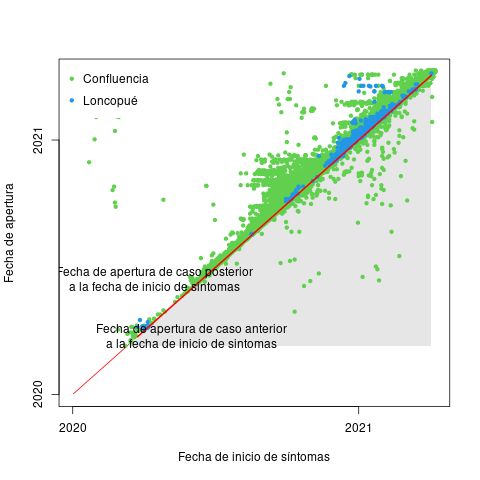 Confluencia
Loncopué
2021
Fecha de apertura
Fecha de apertura de caso posterior
a la fecha de inicio de síntomas
Fecha de apertura de caso anterior
a la fecha de inicio de sintomas
2020
2020
2021
Fecha de inicio de síntomas